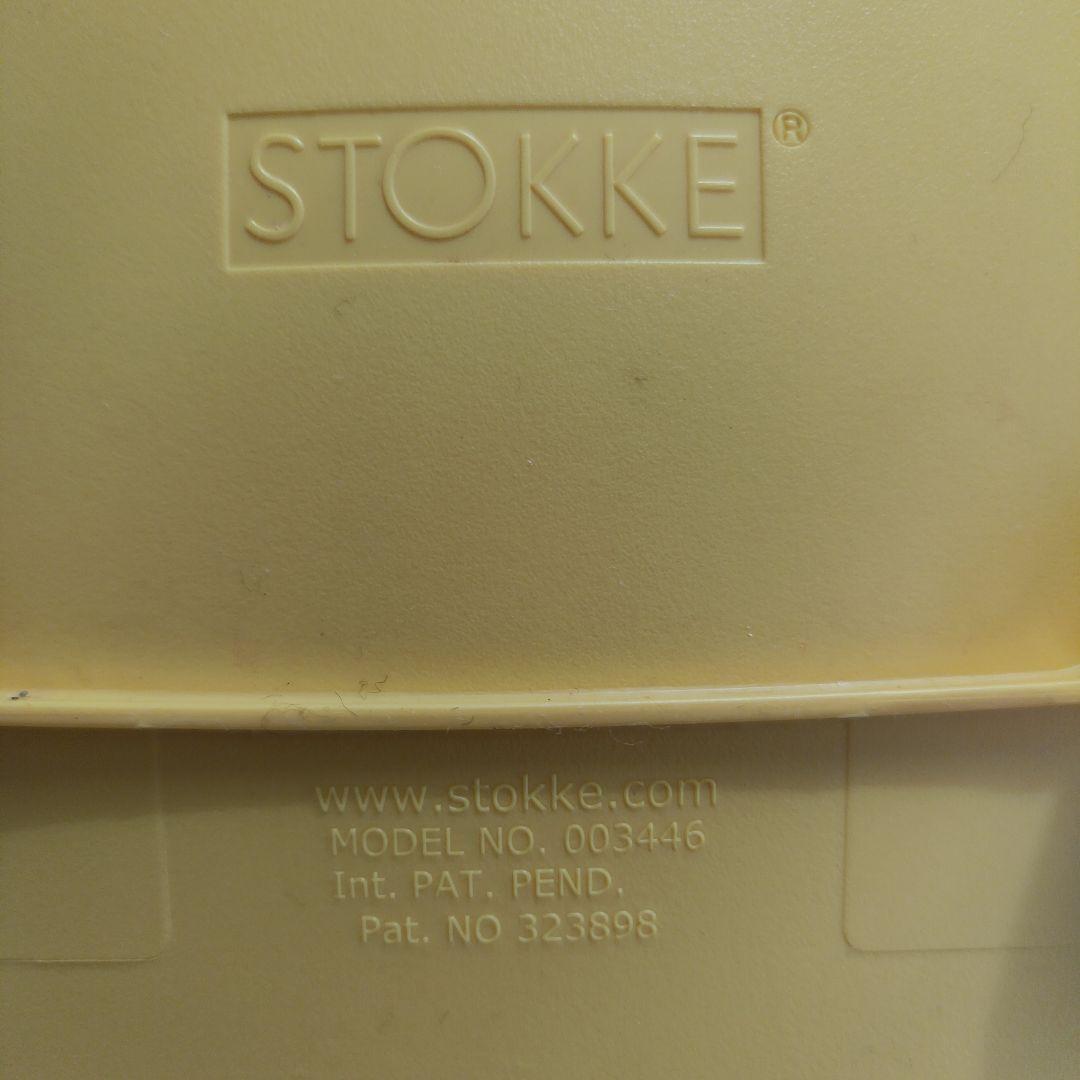 STOKKE®
www.stokke.com
MODEL NO. 003446
Int. PAT. PEND.
Pat. NO 323898